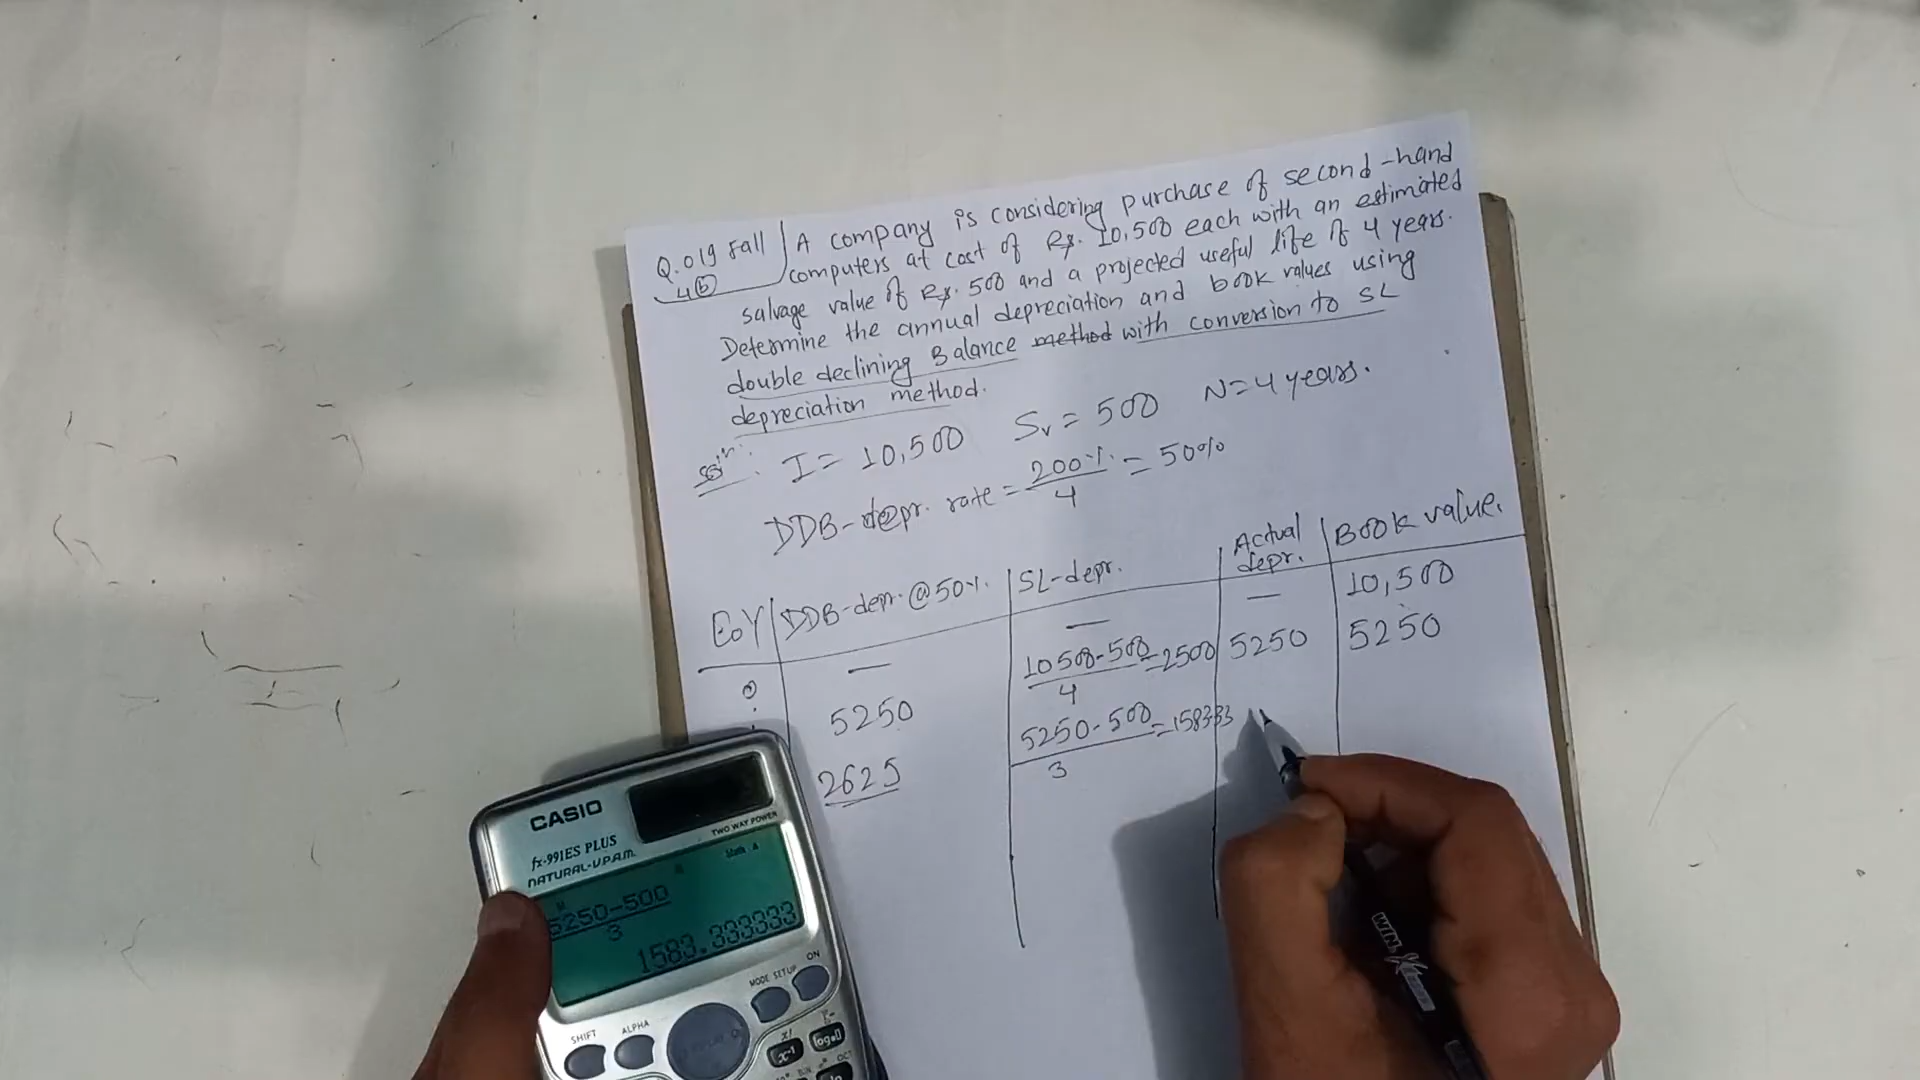 Q.019 Fall
4(b)
A company is considering purchase of second-hand
computers at cost of Rs. 10,500 each with an estimated
salvage value of Rs. 500 and a projected useful life of 4 years.
Determine the annual depreciation and book values using
double declining Balance method with conversion to SL
depreciation method.
Sol'n: I = 10,500 Sv = 500 N = 4 years.
DDB-depr. rate = 200% / 4 = 50%
EOY DDB-depr. @ 50%. SL-depr. Actual depr. Book value.
0 — — — 10,500
5250 10500-500 / 4 = 2500 5250 5250
2625 5250-500 / 3 = 1583.33
CASIO
TWO WAY POWER
fx-991ES PLUS
NATURAL-V.P.A.M.
Math
5250-500
3
1583.333333
SHIFT ALPHA MODE SETUP ON
x! x⁻¹ log
WIN